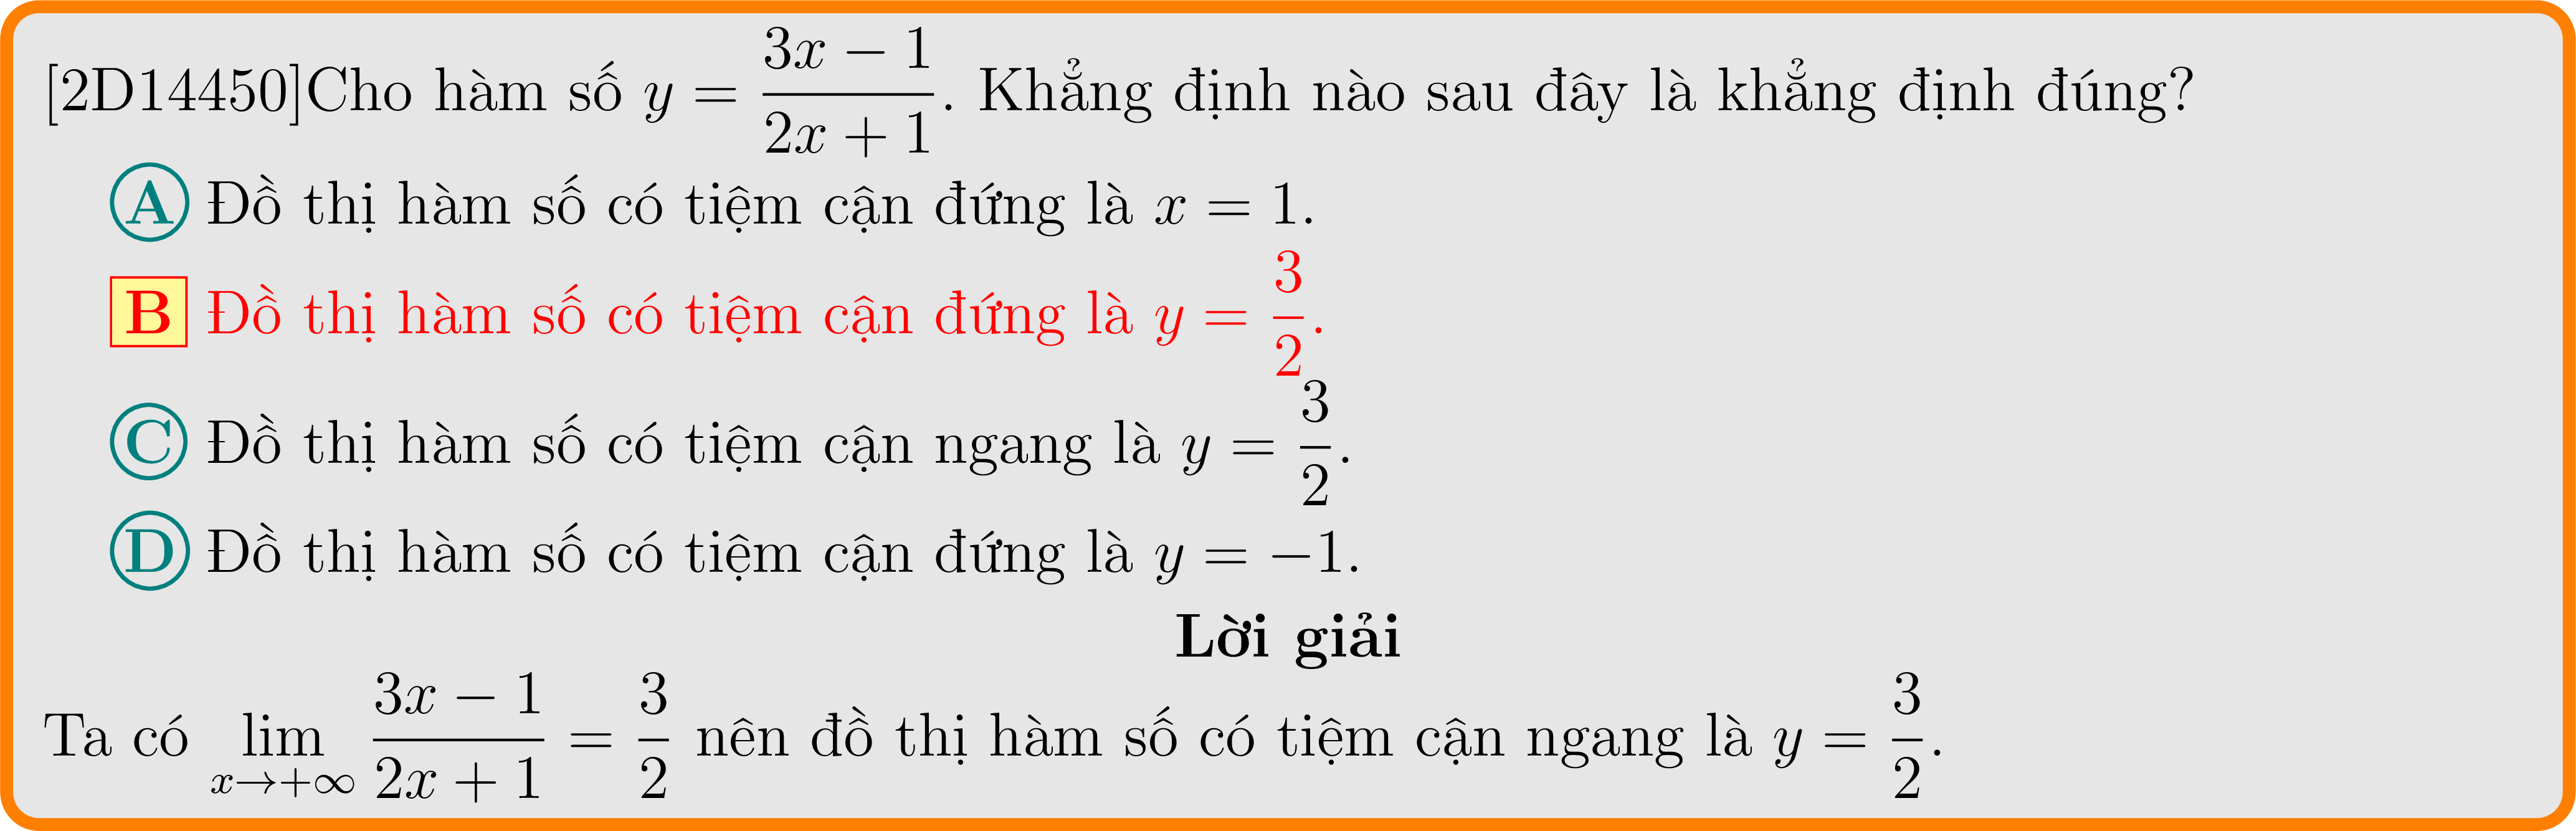 [2D14450]Cho hàm số y = \frac{3x − 1}{2x + 1}. Khẳng định nào sau đây là khẳng định đúng?
A Đồ thị hàm số có tiệm cận đứng là x = 1.
B Đồ thị hàm số có tiệm cận đứng là y = \frac{3}{2}.
C Đồ thị hàm số có tiệm cận ngang là y = \frac{3}{2}.
D Đồ thị hàm số có tiệm cận đứng là y = −1.
Lời giải
Ta có \lim_{x→+∞} \frac{3x − 1}{2x + 1} = \frac{3}{2} nên đồ thị hàm số có tiệm cận ngang là y = \frac{3}{2}.